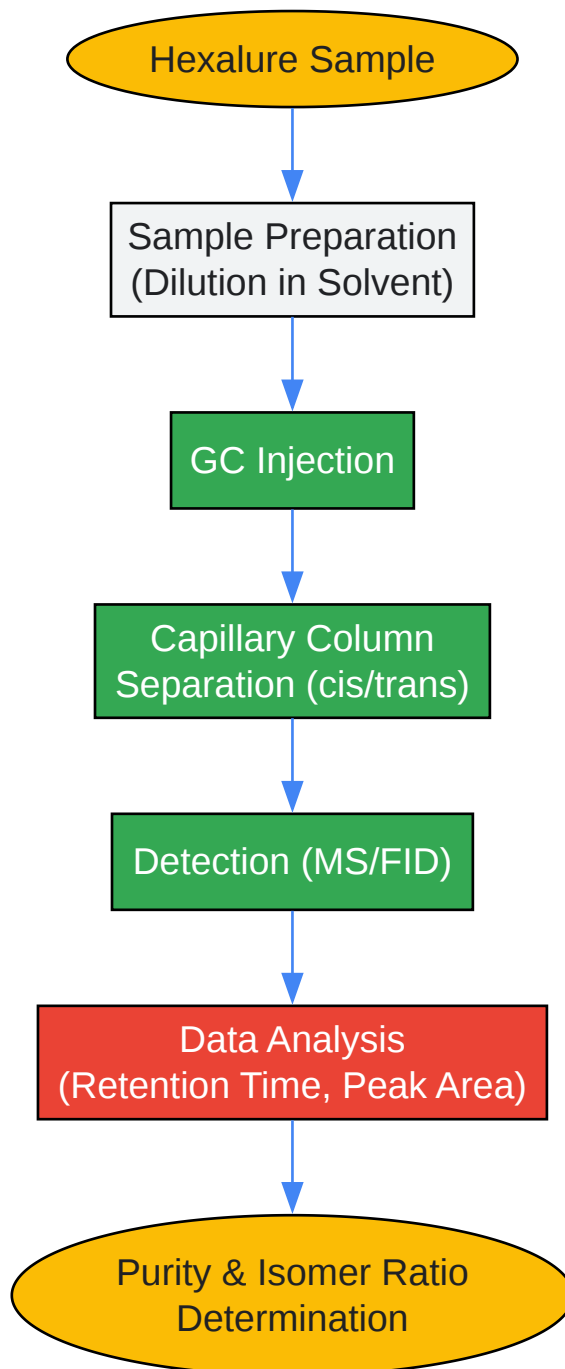 Hexalure Sample
Sample Preparation
(Dilution in Solvent)
GC Injection
Capillary Column
Separation (cis/trans)
Detection (MS/FID)
Data Analysis
(Retention Time, Peak Area)
Purity & Isomer Ratio
Determination